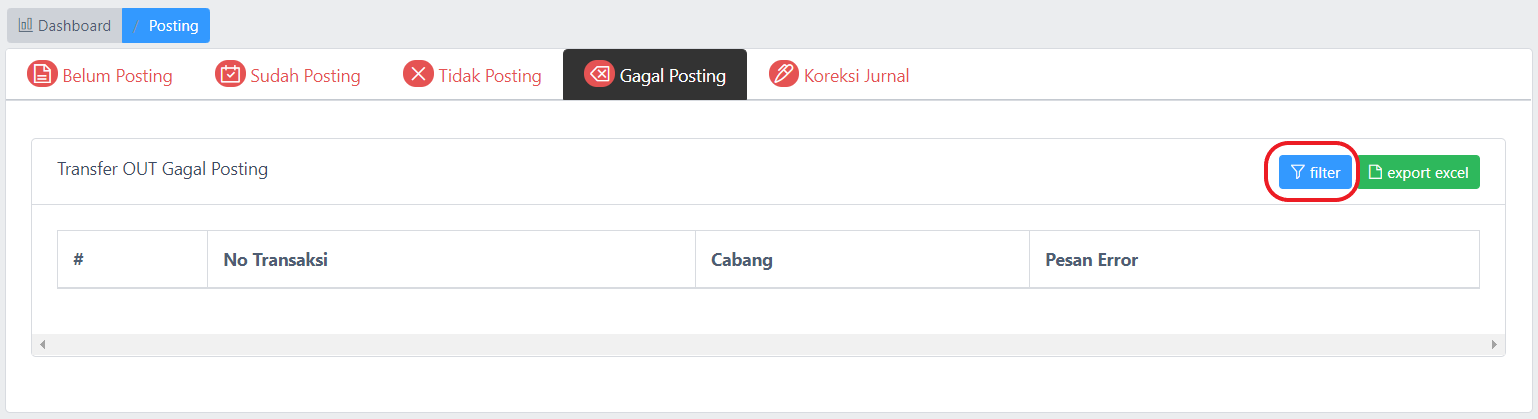 Dashboard / Posting
Belum Posting Sudah Posting Tidak Posting Gagal Posting Koreksi Jurnal
Transfer OUT Gagal Posting filter export excel
# No Transaksi Cabang Pesan Error